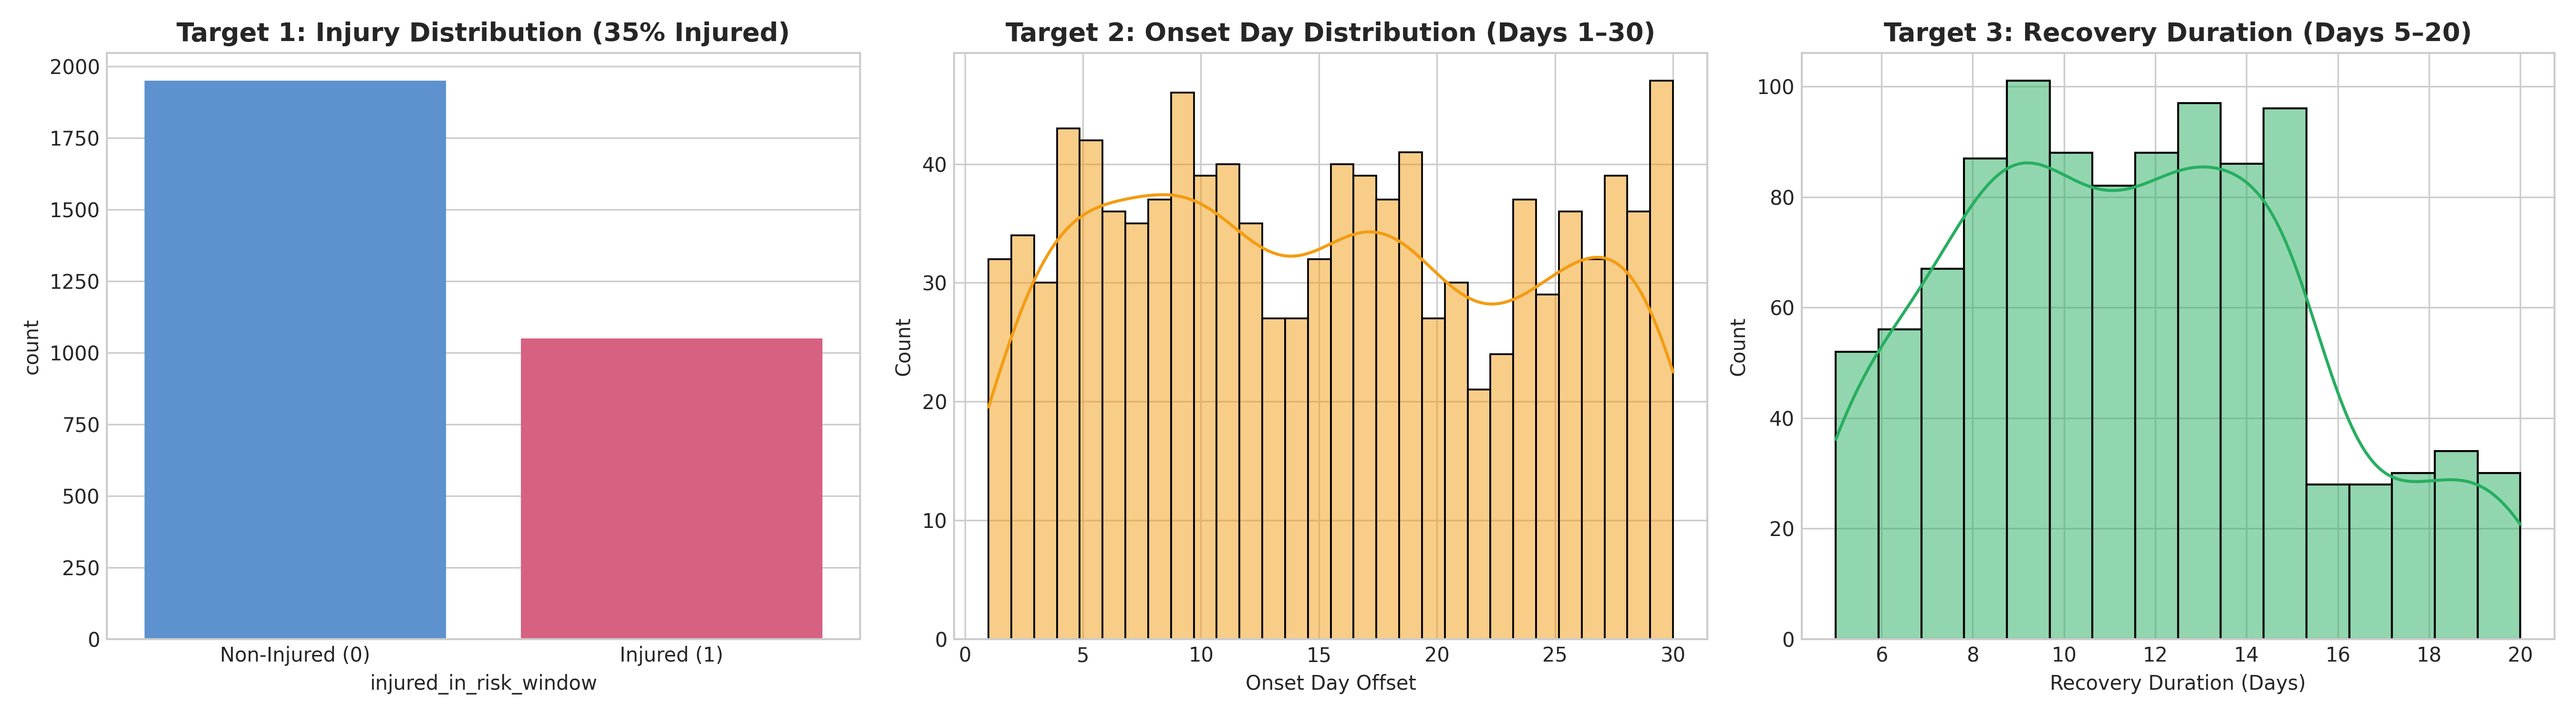 Target 1: Injury Distribution (35% Injured)
count
2000
1750
1500
1250
1000
750
500
250
0
Non-Injured (0) Injured (1)
injured_in_risk_window
Target 2: Onset Day Distribution (Days 1–30)
Count
40
30
20
10
0
0 5 10 15 20 25 30
Onset Day Offset
Target 3: Recovery Duration (Days 5–20)
Count
100
80
60
40
20
0
6 8 10 12 14 16 18 20
Recovery Duration (Days)